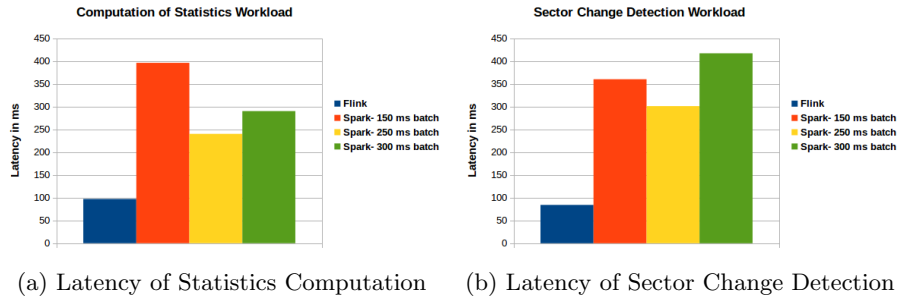 Computation of Statistics Workload
450
400
350
300
250
200
150
100
50
0
Latency in ms
Flink
Spark- 150 ms batch
Spark- 250 ms batch
Spark- 300 ms batch
(a) Latency of Statistics Computation
Sector Change Detection Workload
450
400
350
300
250
200
150
100
50
0
Latency in ms
Flink
Spark- 150 ms batch
Spark- 250 ms batch
Spark- 300 ms batch
(b) Latency of Sector Change Detection